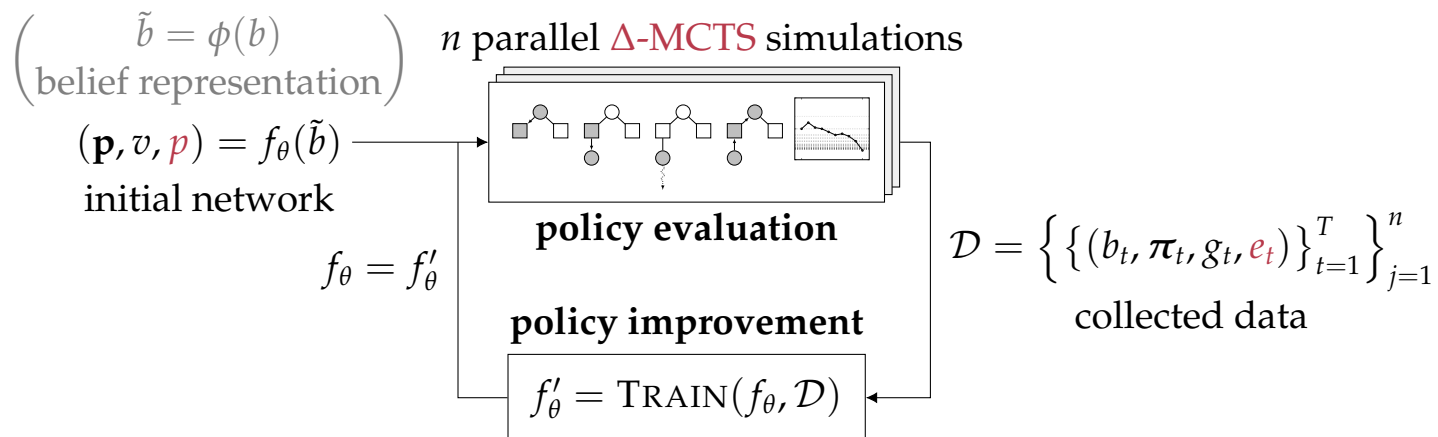 b̃ = ϕ(b)
belief representation
n parallel Δ-MCTS simulations
(𝐩, v, p) = f_θ(b̃)
initial network
policy evaluation
f_θ = f′_θ
𝒟 = { { (b_t, 𝝅_t, g_t, e_t) }_{t=1}^T }_{j=1}^n
collected data
policy improvement
f′_θ = TRAIN(f_θ, 𝒟)